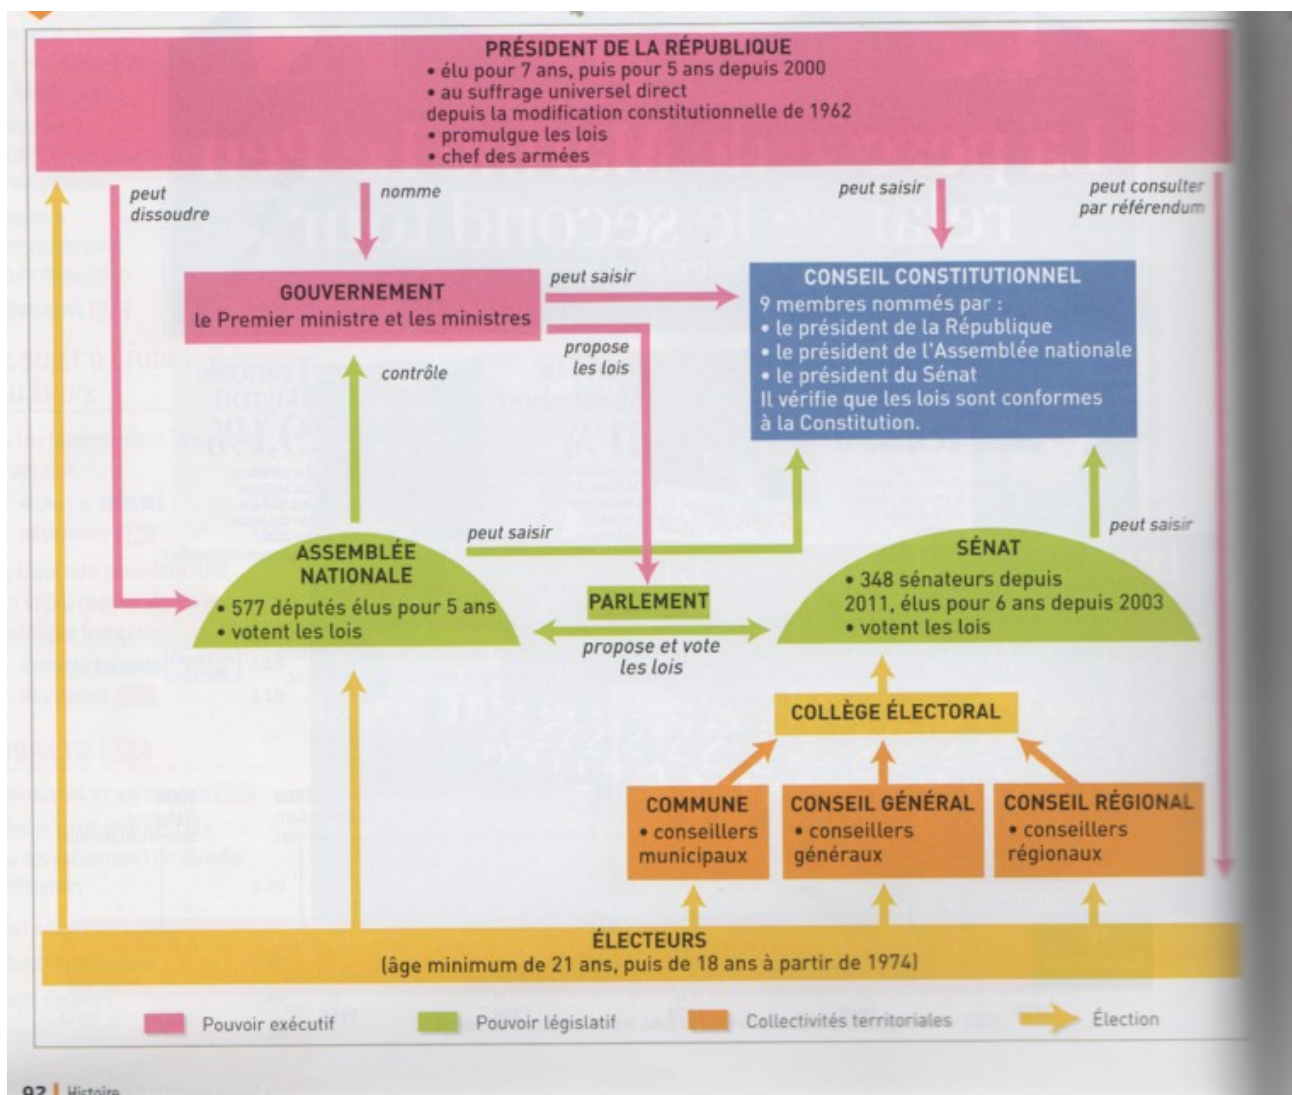 PRÉSIDENT DE LA RÉPUBLIQUE
• élu pour 7 ans, puis pour 5 ans depuis 2000
• au suffrage universel direct
depuis la modification constitutionnelle de 1962
• promulgue les lois
• chef des armées
peut
dissoudre
nomme
peut saisir
peut consulter
par référendum
GOUVERNEMENT
le Premier ministre et les ministres
peut saisir
propose
les lois
contrôle
CONSEIL CONSTITUTIONNEL
9 membres nommés par :
• le président de la République
• le président de l'Assemblée nationale
• le président du Sénat
Il vérifie que les lois sont conformes
à la Constitution.
peut saisir
peut saisir
ASSEMBLÉE
NATIONALE
• 577 députés élus pour 5 ans
• votent les lois
PARLEMENT
propose et vote
les lois
SÉNAT
• 348 sénateurs depuis
2011, élus pour 6 ans depuis 2003
• votent les lois
COLLÈGE ÉLECTORAL
COMMUNE
• conseillers
municipaux
CONSEIL GÉNÉRAL
• conseillers
généraux
CONSEIL RÉGIONAL
• conseillers
régionaux
ÉLECTEURS
(âge minimum de 21 ans, puis de 18 ans à partir de 1974)
Pouvoir exécutif
Pouvoir législatif
Collectivités territoriales
Élection
92 | Histoire